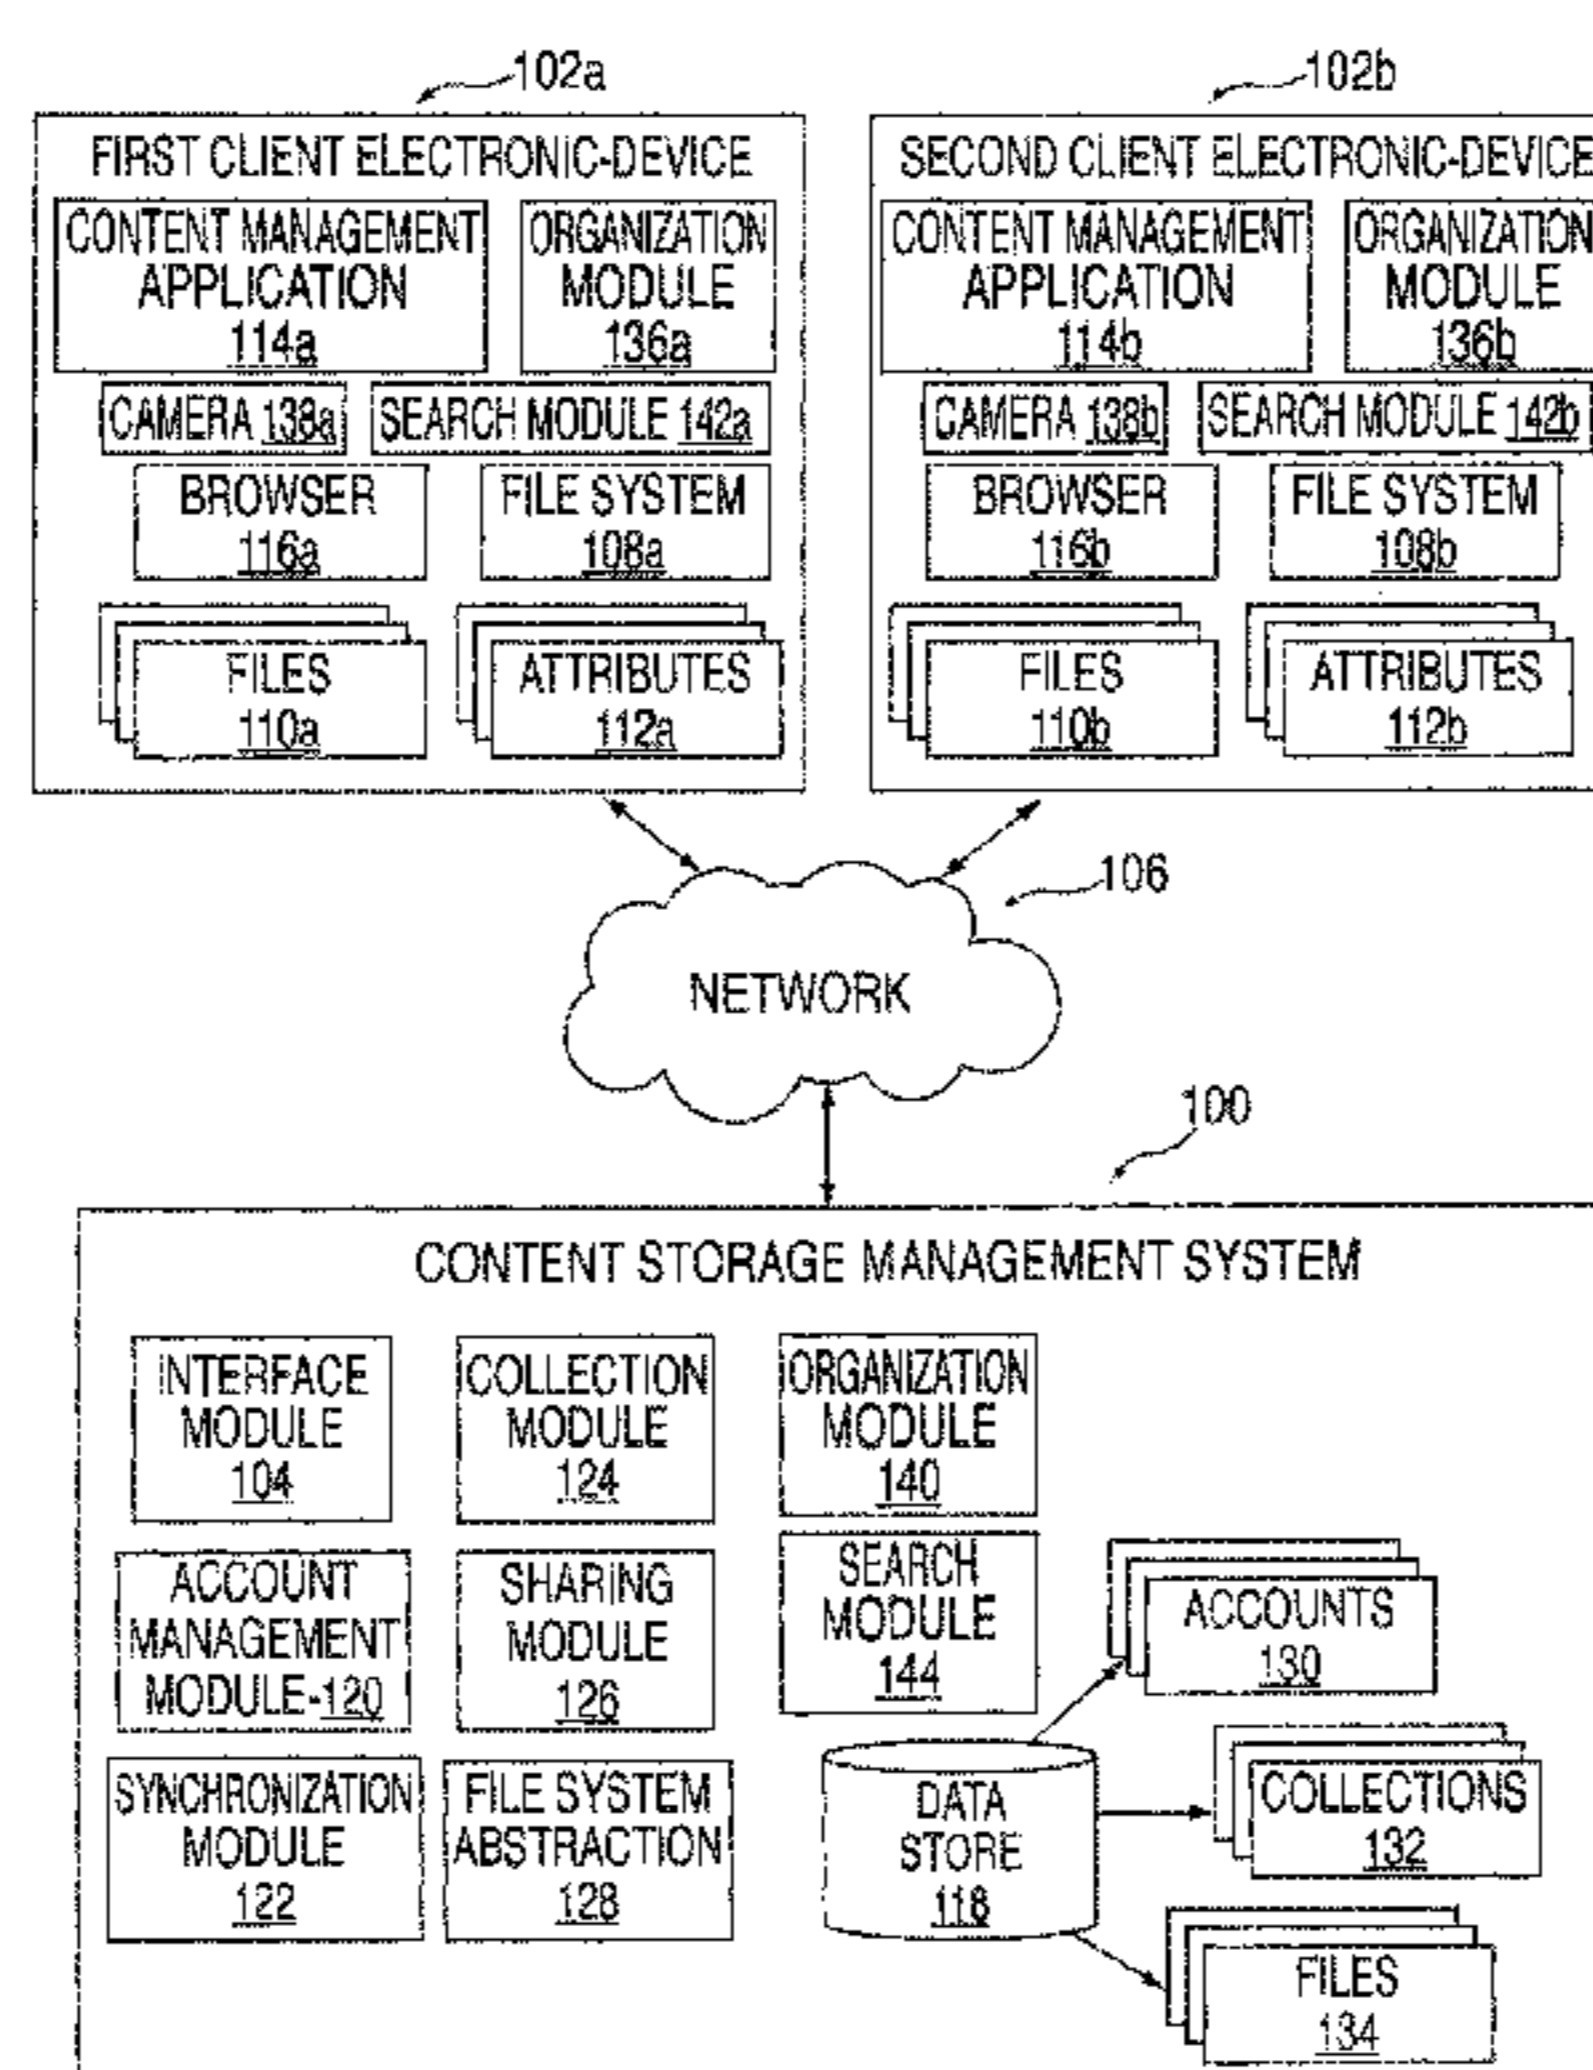 102a
102b
FIRST CLIENT ELECTRONIC-DEVICE
CONTENT MANAGEMENT
APPLICATION
114a
ORGANIZATION
MODULE
136a
CAMERA 138a
SEARCH MODULE 142a
BROWSER
116a
FILE SYSTEM
108a
FILES
110a
ATTRIBUTES
112a
SECOND CLIENT ELECTRONIC-DEVICE
CONTENT MANAGEMENT
APPLICATION
114b
ORGANIZATION
MODULE
136b
CAMERA 138b
SEARCH MODULE 142b
BROWSER
116b
FILE SYSTEM
108b
FILES
110b
ATTRIBUTES
112b
106
NETWORK
100
CONTENT STORAGE MANAGEMENT SYSTEM
INTERFACE
MODULE
104
COLLECTION
MODULE
124
ORGANIZATION
MODULE
140
ACCOUNT
MANAGEMENT
MODULE-120
SHARING
MODULE
126
SEARCH
MODULE
144
ACCOUNTS
130
SYNCHRONIZATION
MODULE
122
FILE SYSTEM
ABSTRACTION
128
DATA
STORE
118
COLLECTIONS
132
FILES
134